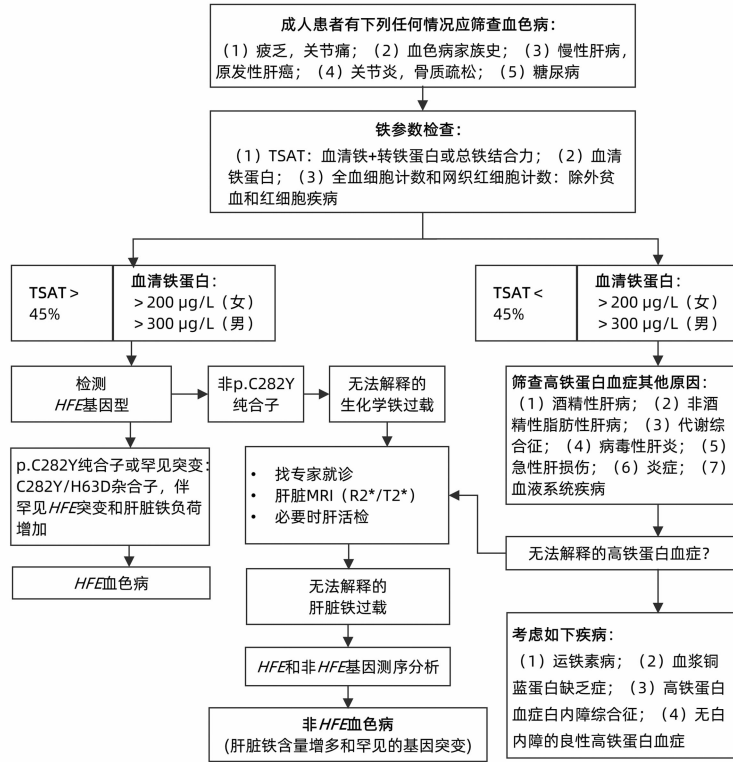 成人患者有下列任何情况应筛查血色病：
（1）疲乏，关节痛；（2）血色病家族史；（3）慢性肝病，
原发性肝癌；（4）关节炎，骨质疏松；（5）糖尿病
铁参数检查：
（1）TSAT：血清铁+转铁蛋白或总铁结合力；（2）血清
铁蛋白；（3）全血细胞计数和网织红细胞计数：除外贫
血和红细胞疾病
TSAT＞
45%
血清铁蛋白：
＞200 μg/L（女）
＞300 μg/L（男）
TSAT＜
45%
血清铁蛋白：
＞200 μg/L（女）
＞300 μg/L（男）
检测
HFE基因型
非p.C282Y
纯合子
无法解释的
生化学铁过载
筛查高铁蛋白血症其他原因：
（1）酒精性肝病；（2）非酒
精性脂肪性肝病；（3）代谢综
合征；（4）病毒性肝炎；（5）
急性肝损伤；（6）炎症；（7）
血液系统疾病
p.C282Y纯合子或罕见突变：
C282Y/H63D杂合子，伴
罕见HFE突变和肝脏铁负荷
增加
• 找专家就诊
• 肝脏MRI（R2*/T2*）
• 必要时肝活检
无法解释的高铁蛋白血症？
HFE血色病
无法解释的
肝脏铁过载
考虑如下疾病：
（1）运铁素病；（2）血浆铜
蓝蛋白缺乏症；（3）高铁蛋白
血症白内障综合征；（4）无白
内障的良性高铁蛋白血症
HFE和非HFE基因测序分析
非HFE血色病
(肝脏铁含量增多和罕见的基因突变)